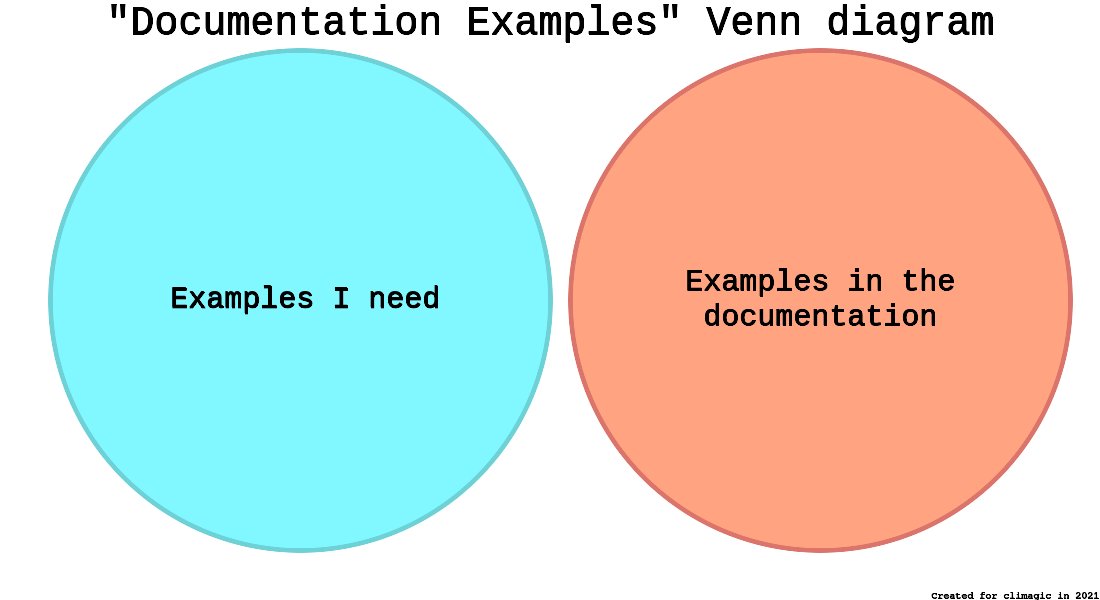 "Documentation Examples" Venn diagram
Examples I need
Examples in the
documentation
Created for climagic in 2021